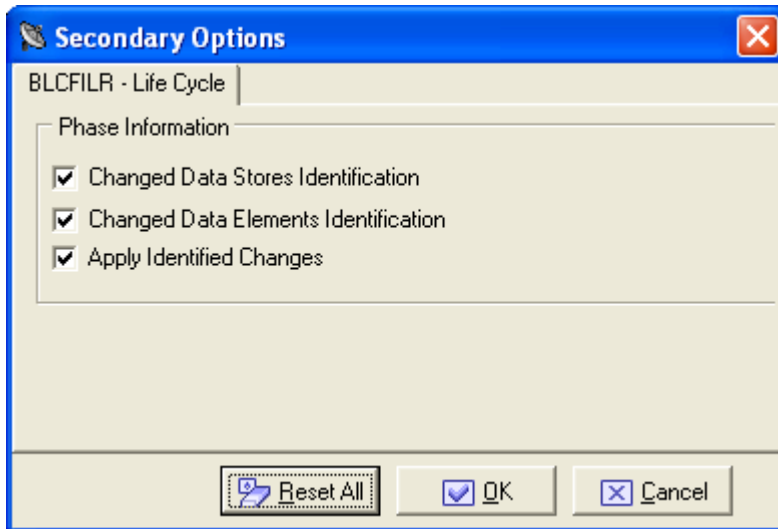 Secondary Options
BLCFILR - Life Cycle
Phase Information
Changed Data Stores Identification
Changed Data Elements Identification
Apply Identified Changes
Reset All OK Cancel